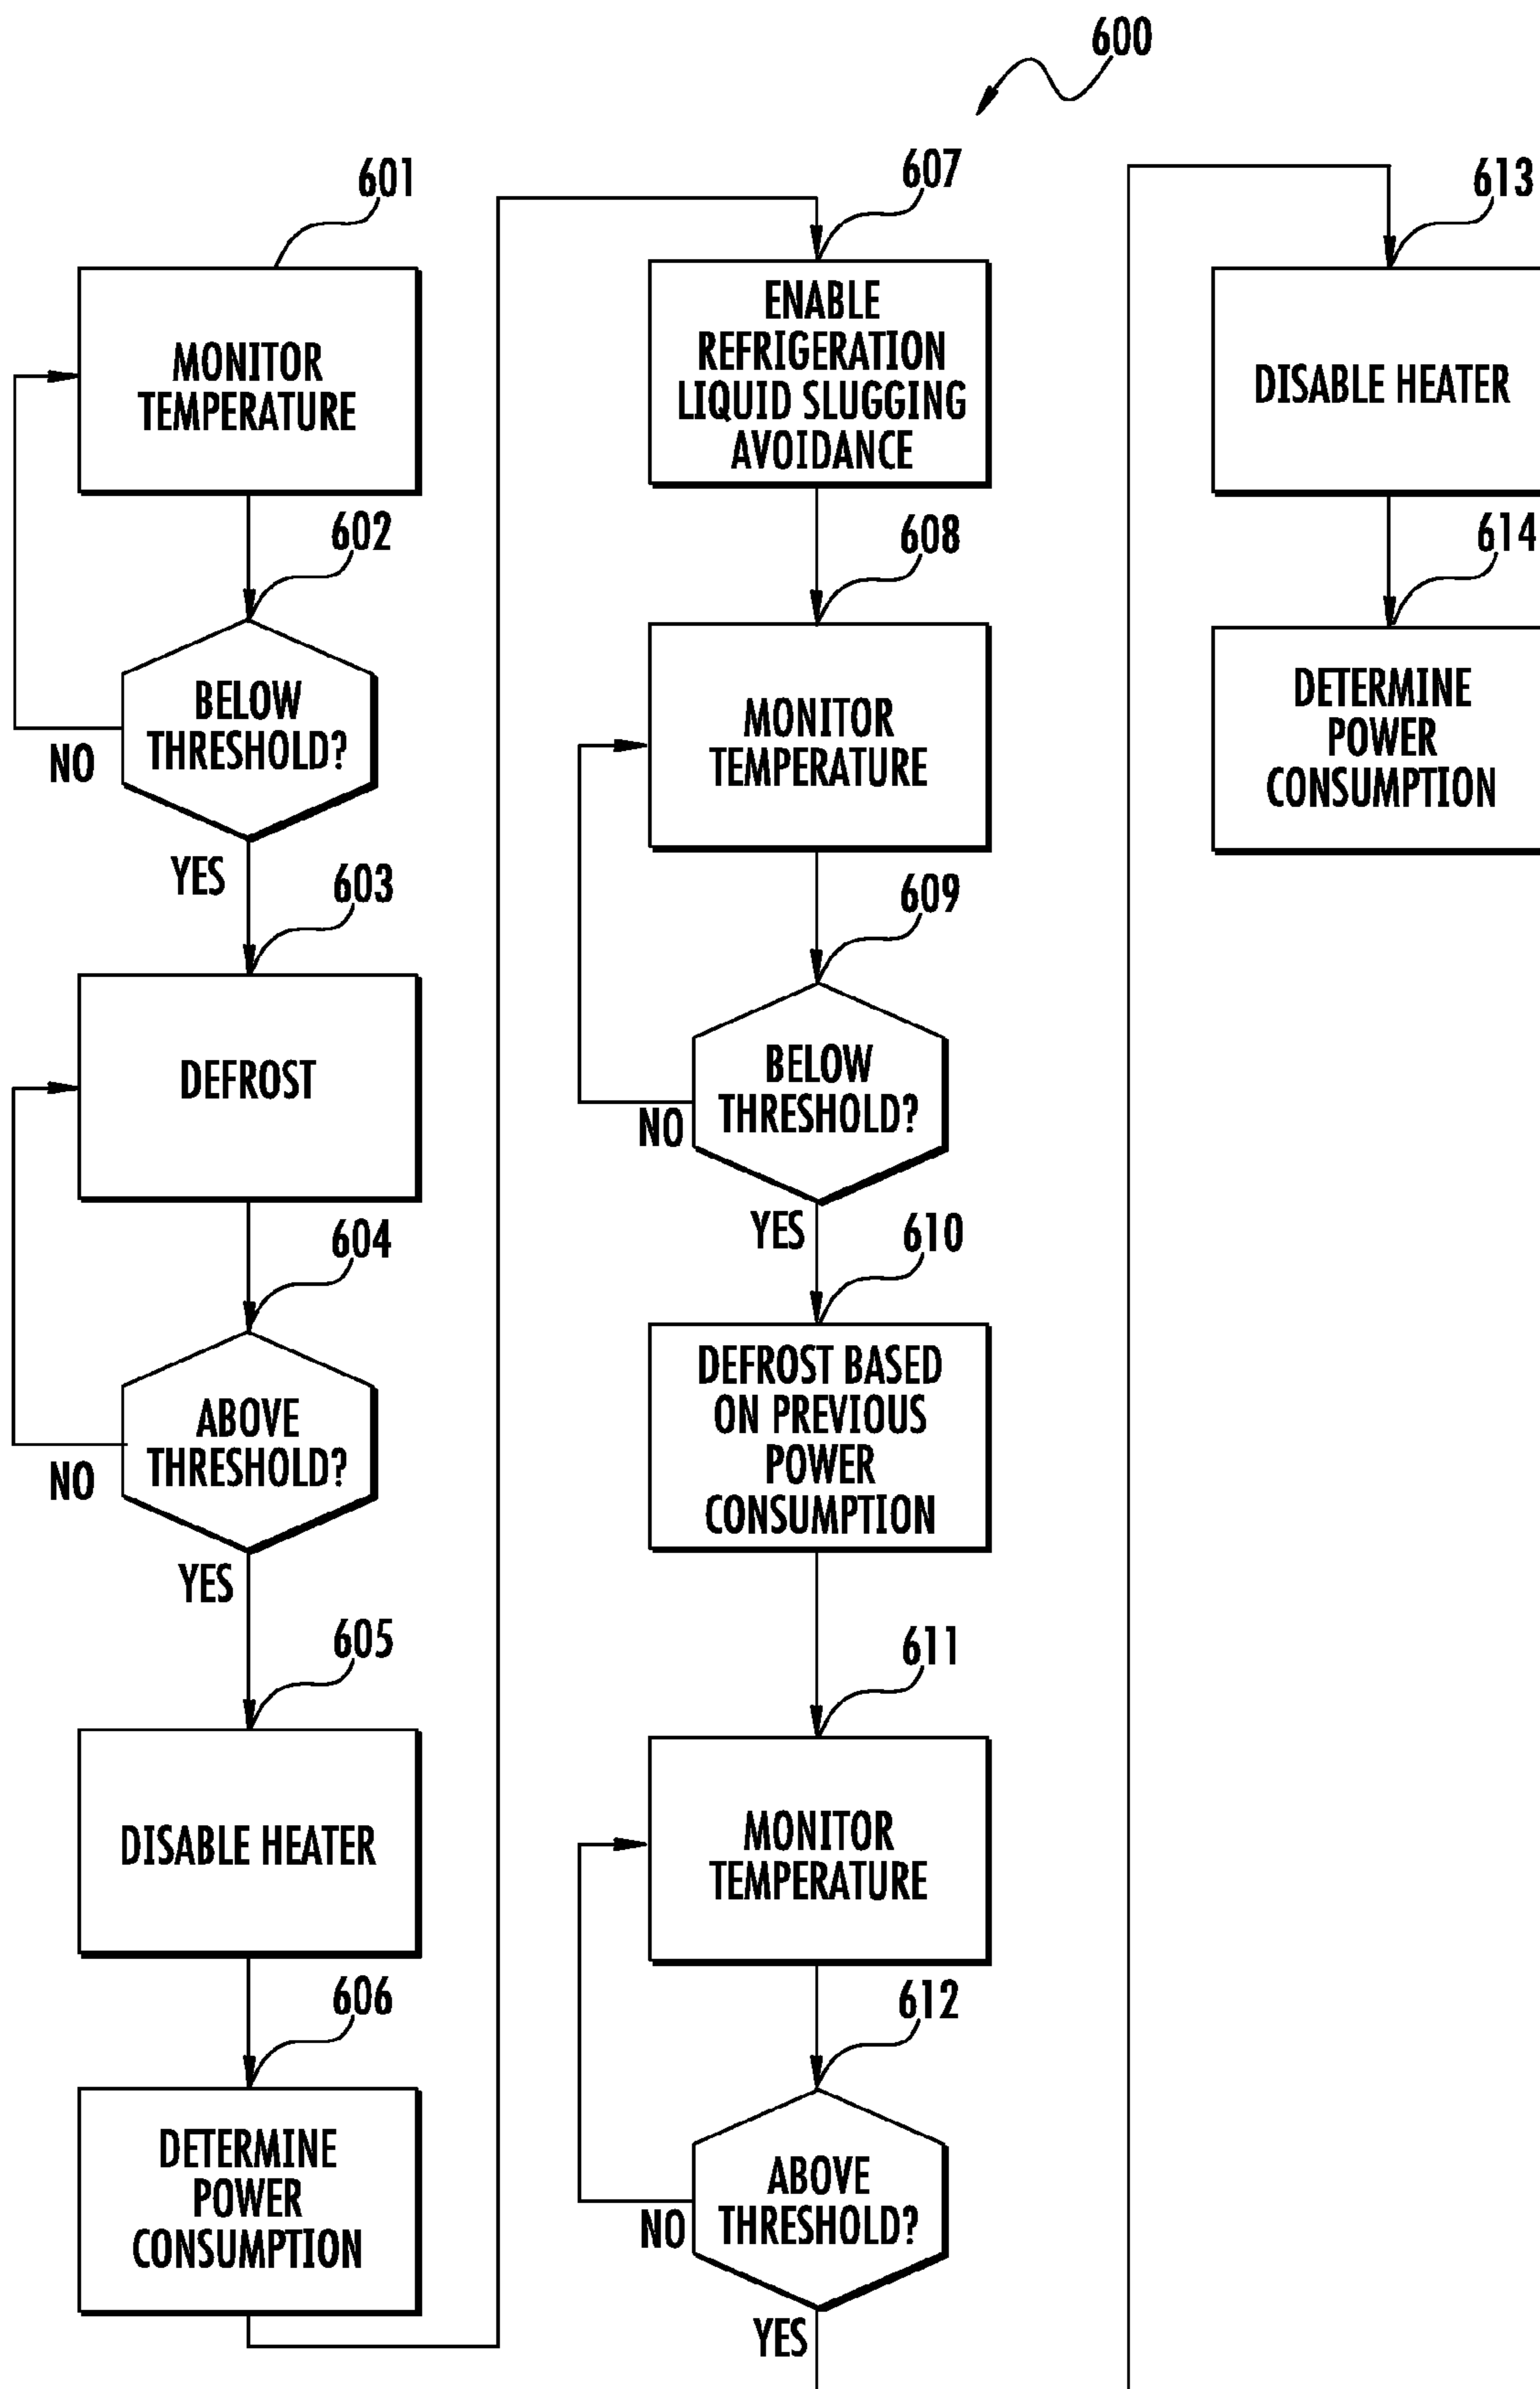 600
601
MONITOR
TEMPERATURE
602
BELOW
THRESHOLD?
NO
YES
603
DEFROST
604
ABOVE
THRESHOLD?
NO
YES
605
DISABLE HEATER
606
DETERMINE
POWER
CONSUMPTION
607
ENABLE
REFRIGERATION
LIQUID SLUGGING
AVOIDANCE
608
MONITOR
TEMPERATURE
609
BELOW
THRESHOLD?
NO
YES
610
DEFROST BASED
ON PREVIOUS
POWER
CONSUMPTION
611
MONITOR
TEMPERATURE
612
ABOVE
THRESHOLD?
NO
YES
613
DISABLE HEATER
614
DETERMINE
POWER
CONSUMPTION